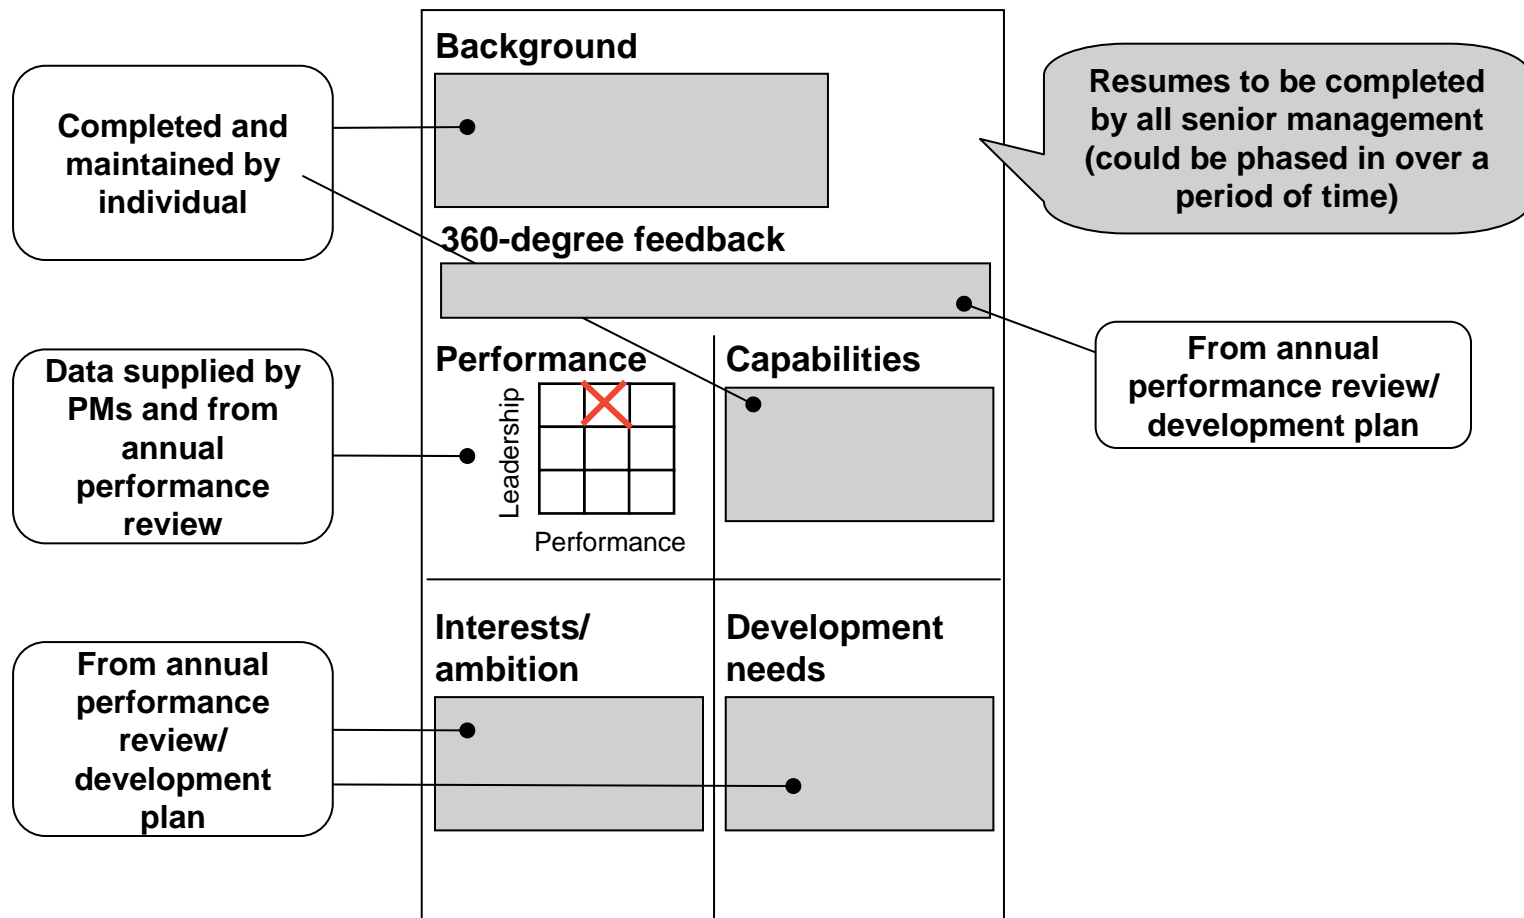 Background
Completed and
maintained by
individual
Resumes to be completed
by all senior management
(could be phased in over a
period of time)
360-degree feedback
Data supplied by
PMs and from
annual
performance
review
Performance
Leadership
Performance
Capabilities
From annual
performance review/
development plan
From annual
performance
review/
development
plan
Interests/
ambition
Development
needs